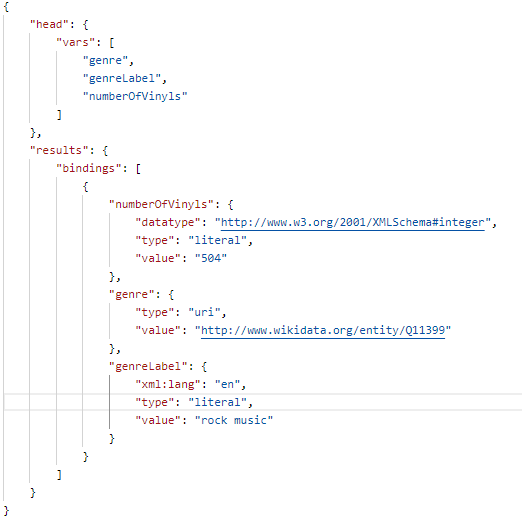 {
    "head": {
        "vars": [
            "genre",
            "genreLabel",
            "numberOfVinyls"
        ]
    },
    "results": {
        "bindings": [
            {
                "numberOfVinyls": {
                    "datatype": "http://www.w3.org/2001/XMLSchema#integer",
                    "type": "literal",
                    "value": "504"
                },
                "genre": {
                    "type": "uri",
                    "value": "http://www.wikidata.org/entity/Q11399"
                },
                "genreLabel": {
                    "xml:lang": "en",
                    "type": "literal",
                    "value": "rock music"
                }
            }
        ]
    }
}